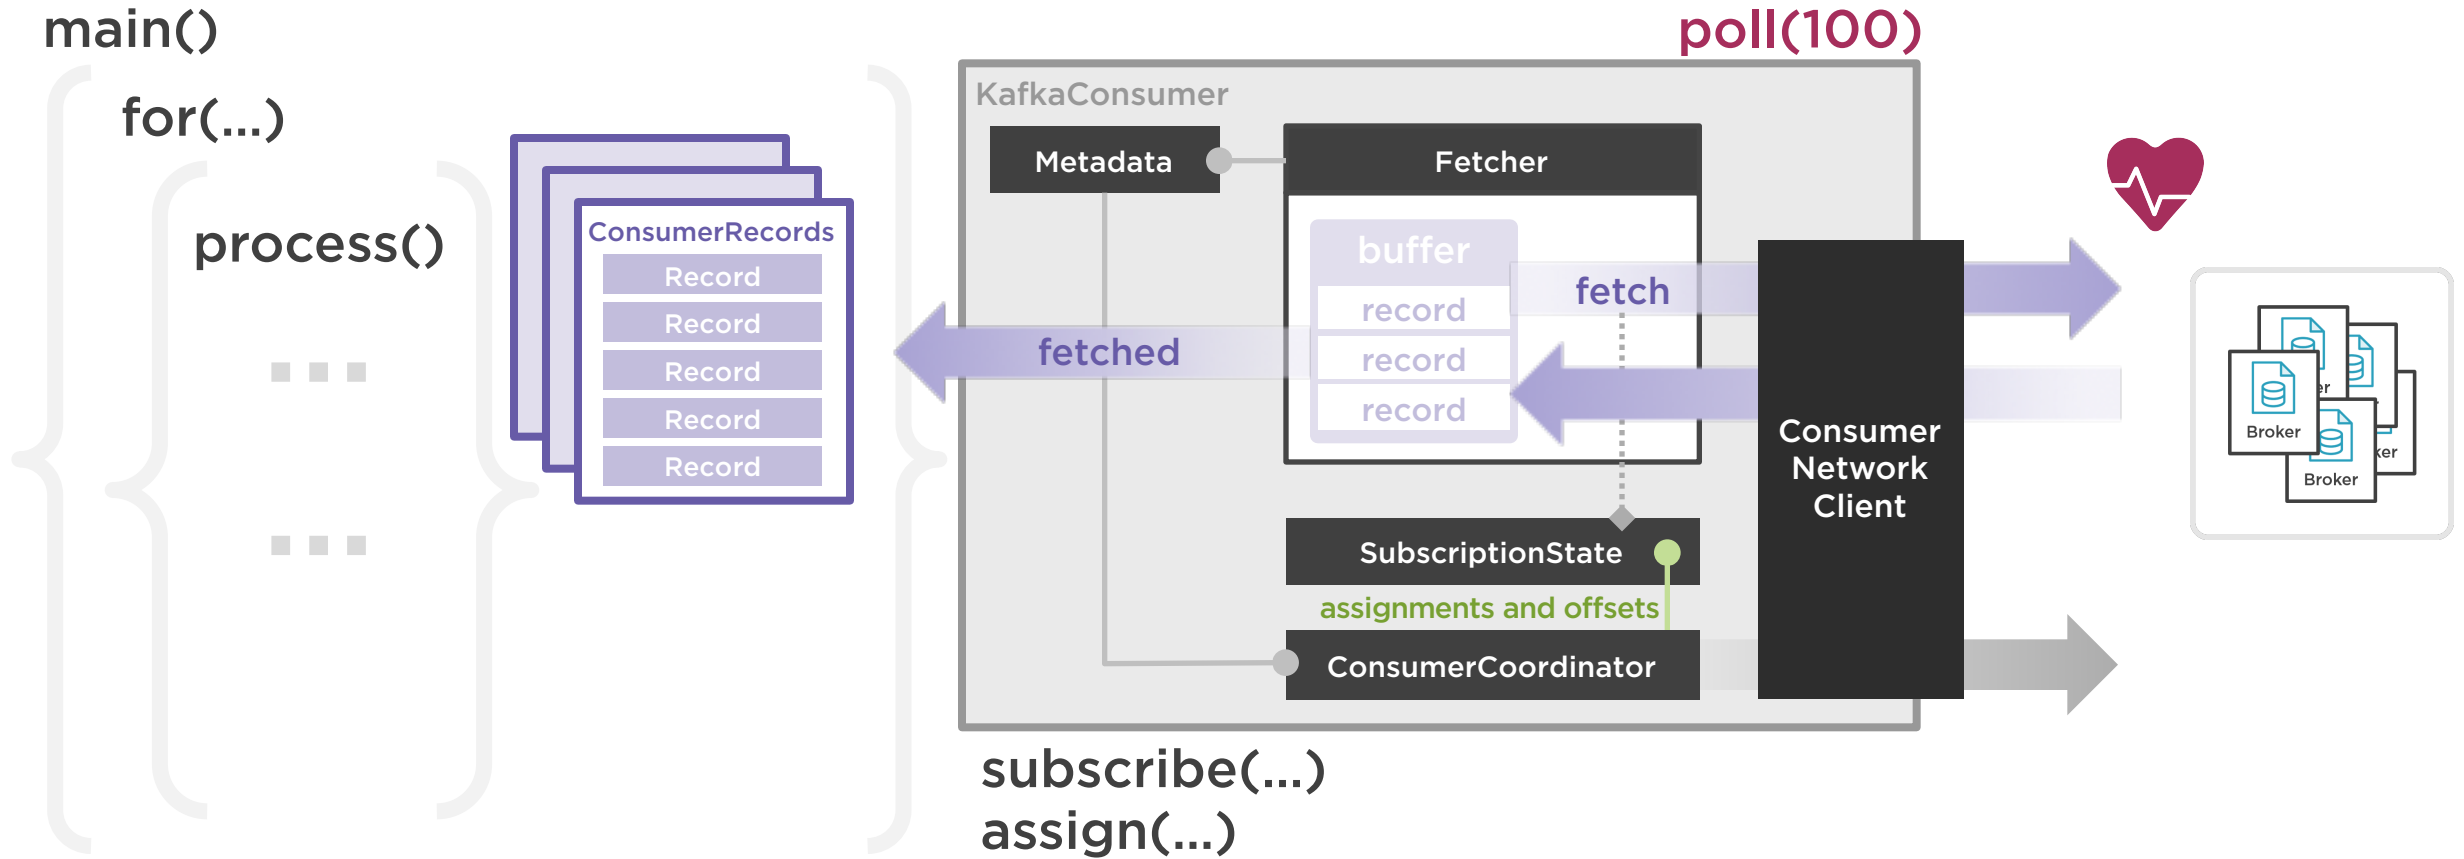 main()
for(...)
process()
ConsumerRecords
Record
Record
Record
Record
Record
poll(100)
KafkaConsumer
Metadata
Fetcher
buffer
record
record
record
fetch
fetched
SubscriptionState
assignments and offsets
ConsumerCoordinator
Consumer
Network
Client
subscribe(...)
assign(...)
Broker
Broker